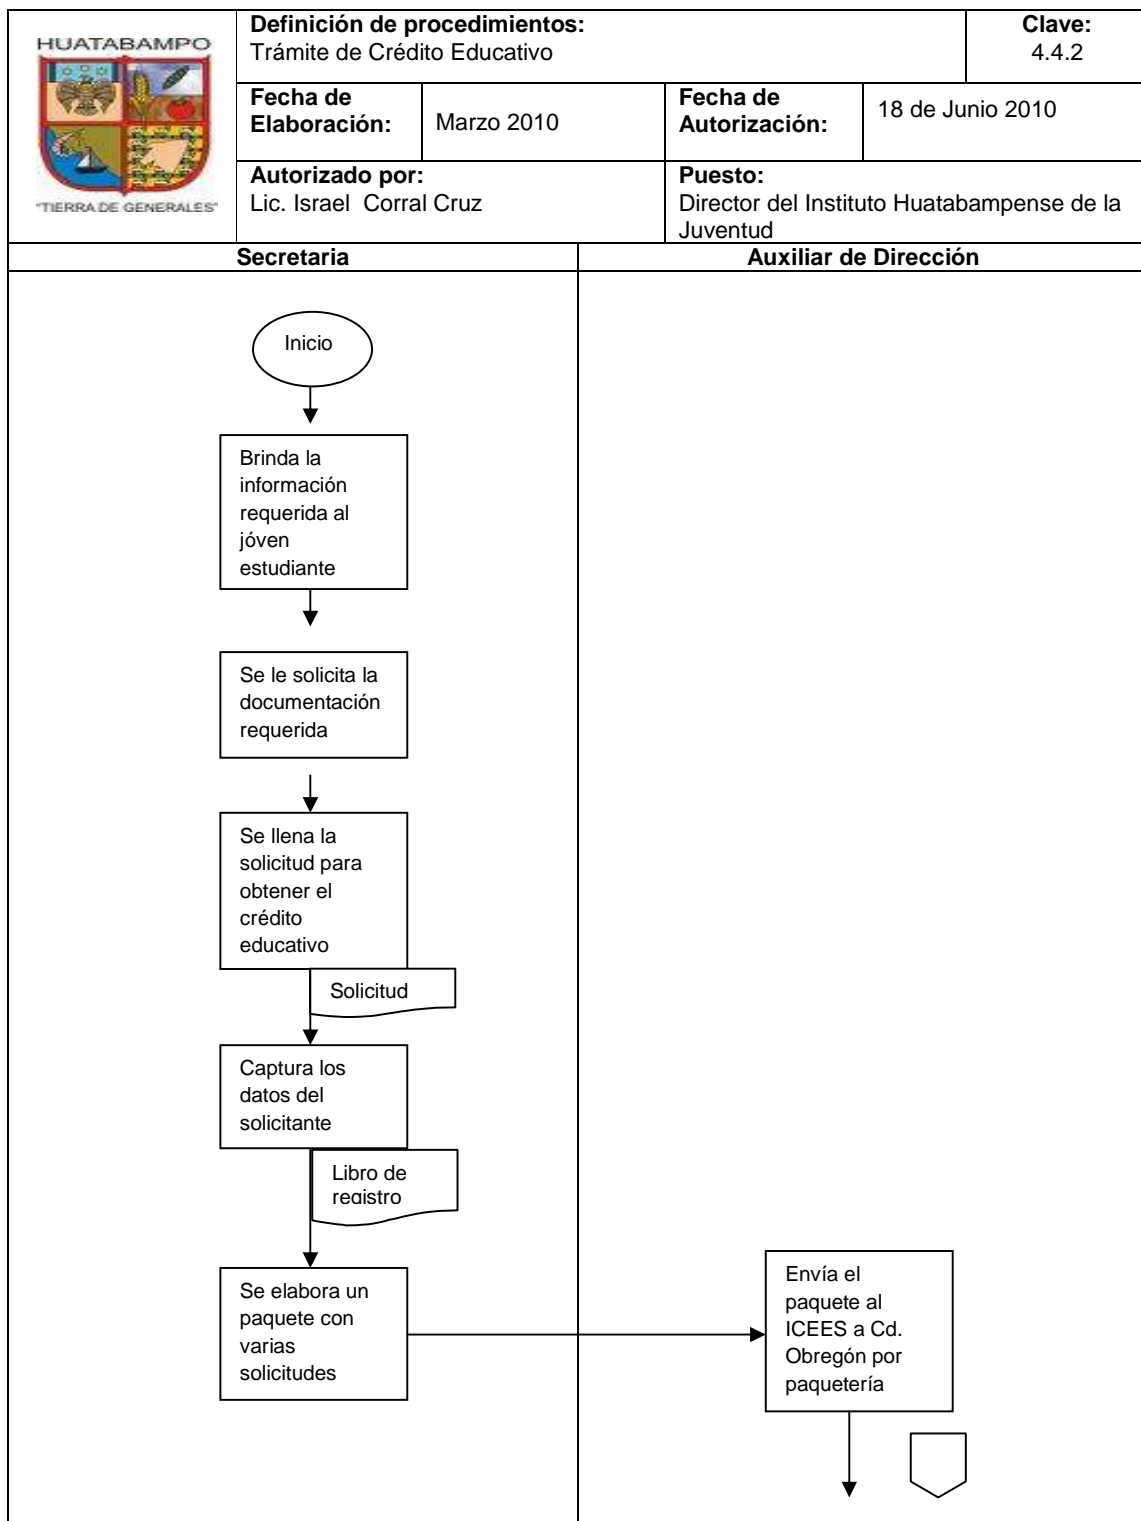 HUATABAMPO
"TIERRA DE GENERALES"
Definición de procedimientos:
Trámite de Crédito Educativo
Clave:
4.4.2
Fecha de
Elaboración:
Marzo 2010
Fecha de
Autorización:
18 de Junio 2010
Autorizado por:
Lic. Israel Corral Cruz
Puesto:
Director del Instituto Huatabampense de la
Juventud
Secretaria
Auxiliar de Dirección
Inicio
Brinda la
información
requerida al
jóven
estudiante
Se le solicita la
documentación
requerida
Se llena la
solicitud para
obtener el
crédito
educativo
Solicitud
Captura los
datos del
solicitante
Libro de
registro
Se elabora un
paquete con
varias
solicitudes
Envía el
paquete al
ICEES a Cd.
Obregón por
paquetería